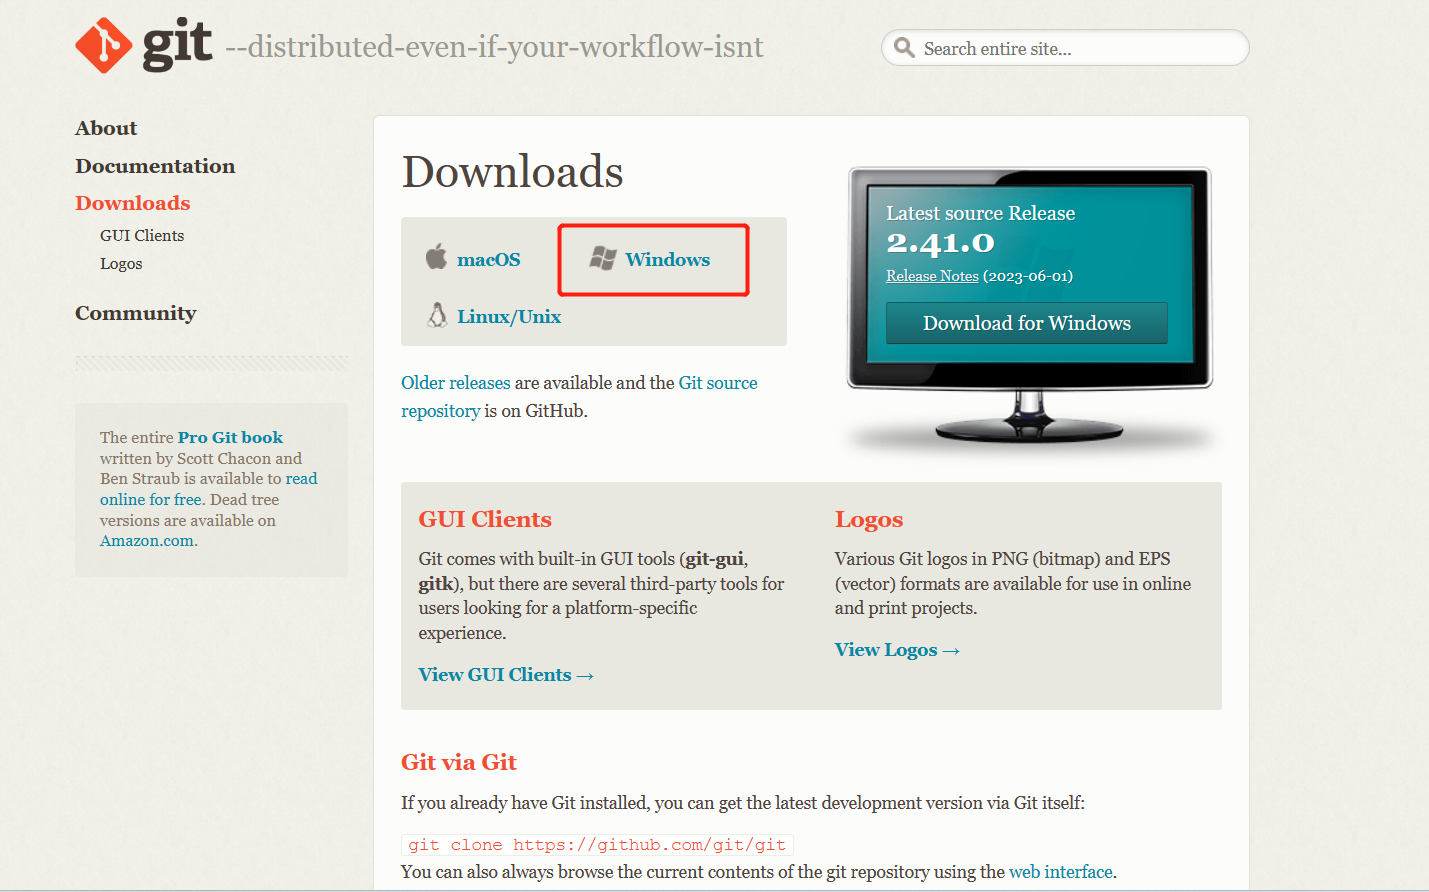 git --distributed-even-if-your-workflow-isnt
Search entire site...
About
Documentation
Downloads
GUI Clients
Logos
Community
The entire Pro Git book
written by Scott Chacon and
Ben Straub is available to read
online for free. Dead tree
versions are available on
Amazon.com.
Downloads
macOS
Windows
Linux/Unix
Older releases are available and the Git source
repository is on GitHub.
Latest source Release
2.41.0
Release Notes (2023-06-01)
Download for Windows
GUI Clients
Git comes with built-in GUI tools (git-gui,
gitk), but there are several third-party tools for
users looking for a platform-specific
experience.
View GUI Clients →
Logos
Various Git logos in PNG (bitmap) and EPS
(vector) formats are available for use in online
and print projects.
View Logos →
Git via Git
If you already have Git installed, you can get the latest development version via Git itself:
git clone https://github.com/git/git
You can also always browse the current contents of the git repository using the web interface.